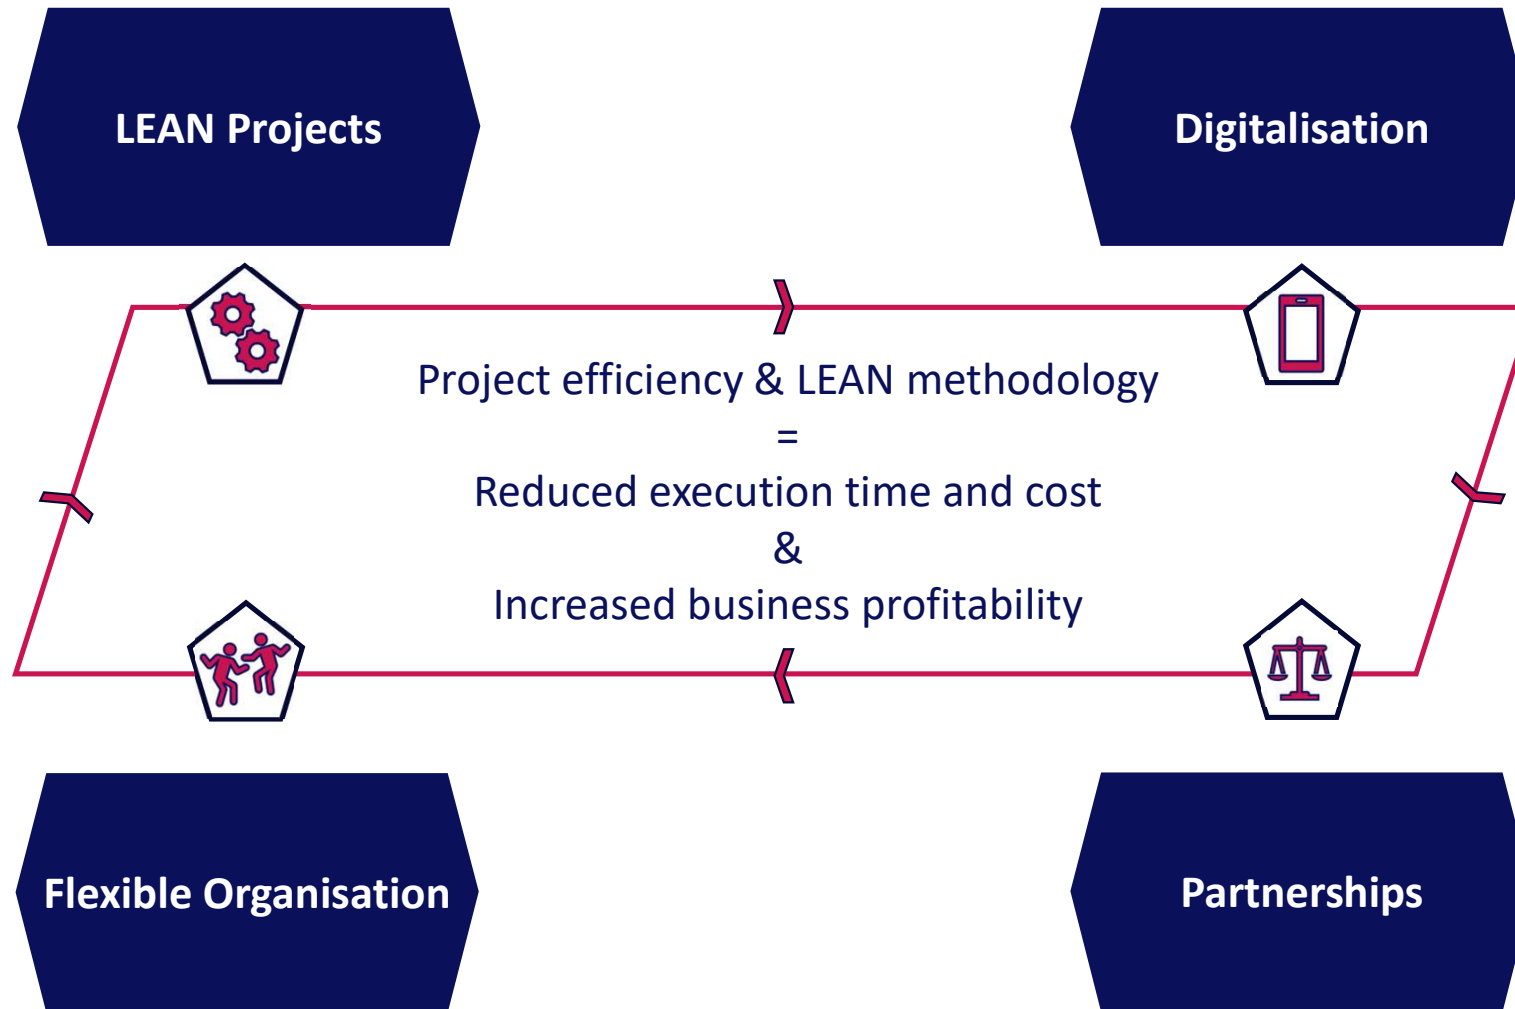 LEAN Projects
Digitalisation
Project efficiency & LEAN methodology
=
Reduced execution time and cost
&
Increased business profitability
Flexible Organisation
Partnerships